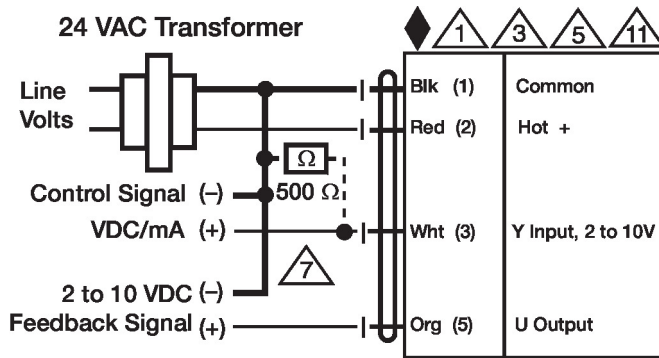 24 VAC Transformer
1 3 5 11
Line
Volts
Blk (1) Common
Red (2) Hot +
Ω
500 Ω
Control Signal (−)
VDC/mA (+)
Wht (3) Y Input, 2 to 10V
7
2 to 10 VDC (−)
Feedback Signal (+)
Org (5) U Output